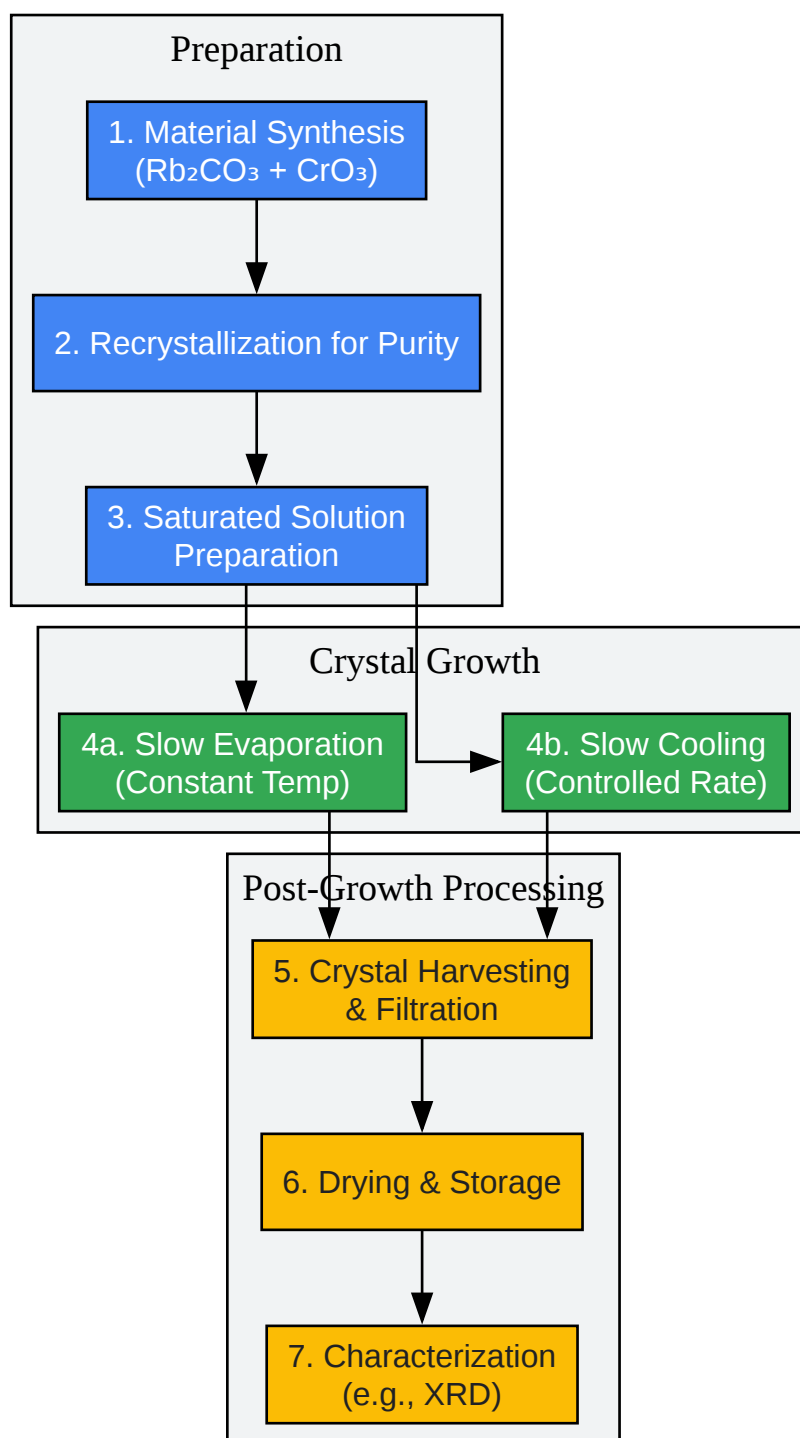 Preparation
1. Material Synthesis
(Rb₂CO₃ + CrO₃)
2. Recrystallization for Purity
3. Saturated Solution
Preparation
Crystal Growth
4a. Slow Evaporation
(Constant Temp)
4b. Slow Cooling
(Controlled Rate)
Post-Growth Processing
5. Crystal Harvesting
& Filtration
6. Drying & Storage
7. Characterization
(e.g., XRD)